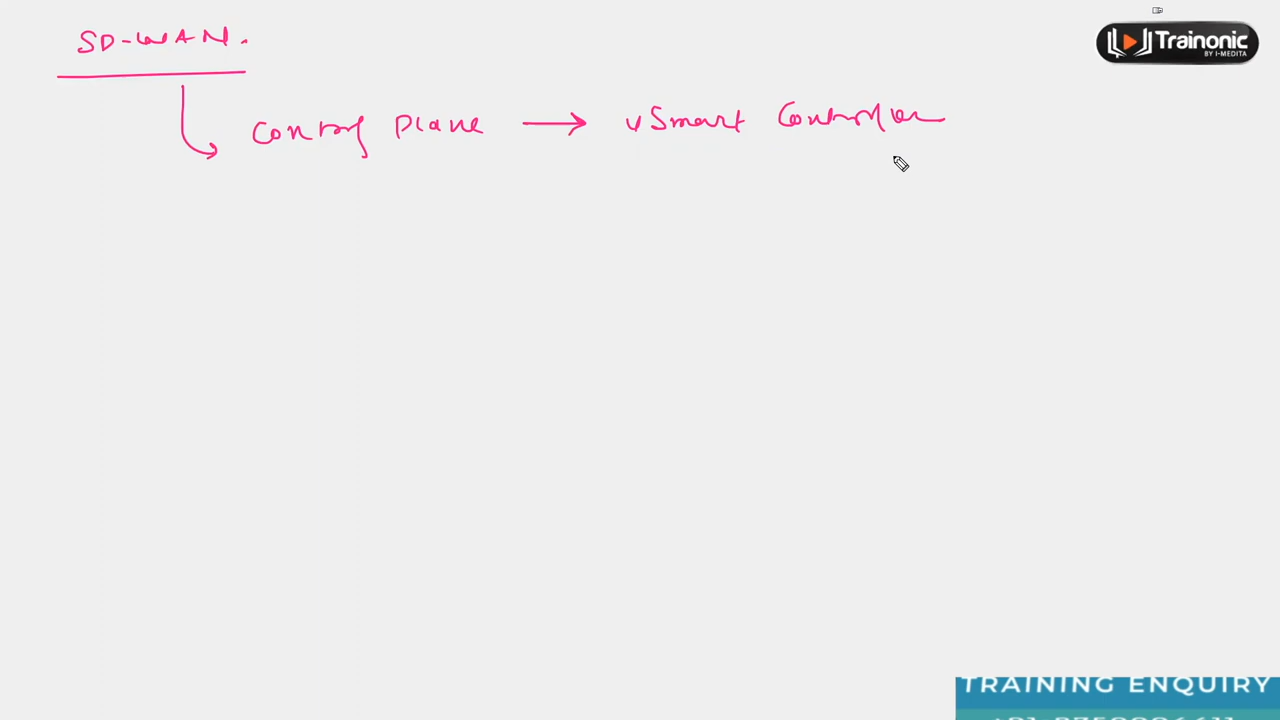 SD-WAN.
Control Plane → vSmart Controller
Trainonic
BY I-MEDITA
TRAINING ENQUIRY